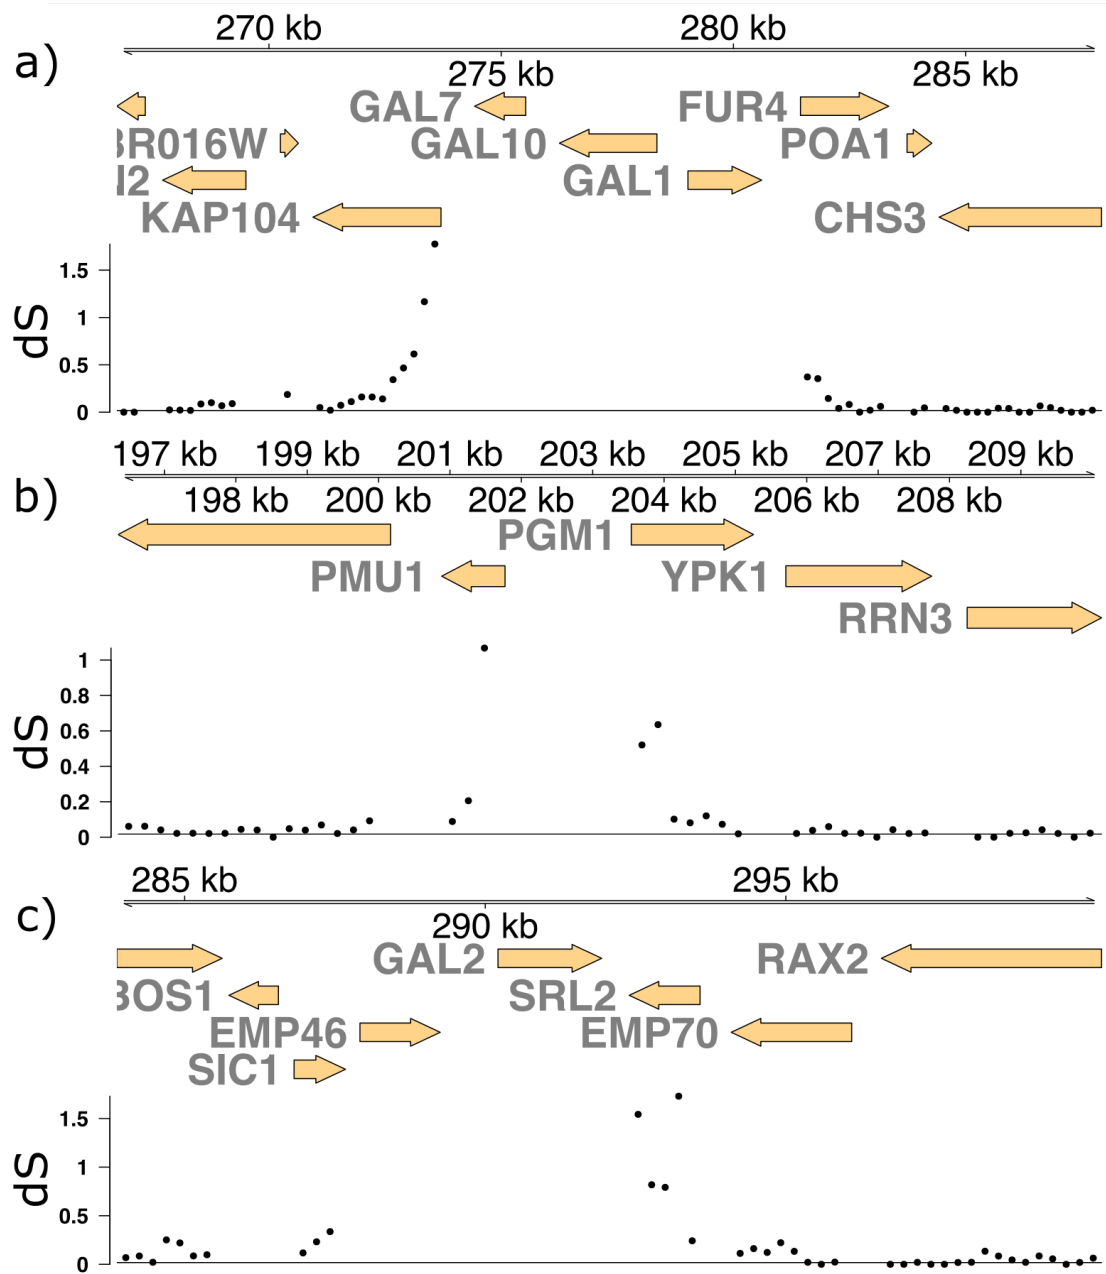 270 kb 280 kb
a)
275 kb 285 kb
GAL7 FUR4
BR016W GAL10 POA1
N2 GAL1
KAP104 CHS3
1.5
1
0.5
0
dS
197 kb 199 kb 201 kb 203 kb 205 kb 207 kb 209 kb
b)
198 kb 200 kb 202 kb 204 kb 206 kb 208 kb
PGM1
PMU1 YPK1
RRN3
1
0.8
0.6
0.4
0.2
0
dS
285 kb 295 kb
c)
290 kb
GAL2 RAX2
BOS1 SRL2
EMP46 EMP70
SIC1
1.5
1
0.5
0
dS